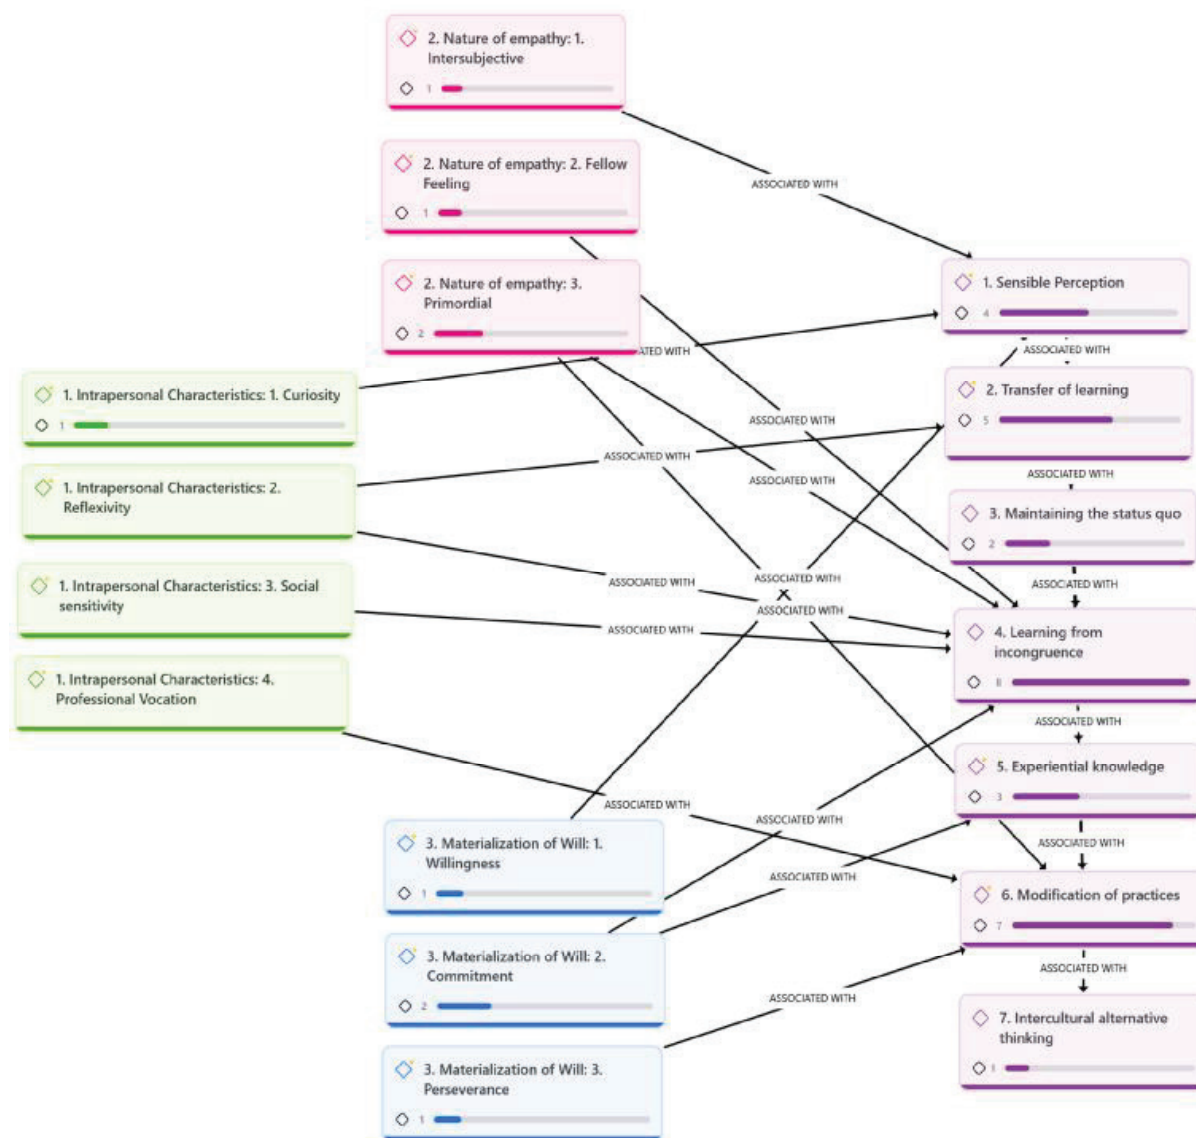 2. Nature of empathy: 1.
Intersubjective
1
2. Nature of empathy: 2. Fellow
Feeling
1
2. Nature of empathy: 3.
Primordial
2
1. Intrapersonal Characteristics: 1. Curiosity
1
1. Intrapersonal Characteristics: 2.
Reflexivity
1. Intrapersonal Characteristics: 3. Social
sensitivity
1. Intrapersonal Characteristics: 4.
Professional Vocation
3. Materialization of Will: 1.
Willingness
1
3. Materialization of Will: 2.
Commitment
2
3. Materialization of Will: 3.
Perseverance
1
ASSOCIATED WITH
WITH
ASSOCIATED WITH
ASSOCIATED WITH
ASSOCIATED WITH
ASSOCIATED WITH
ASSOCIATED WITH
ASSOCIATED WITH
ASSOCIATED WITH
ASSOCIATED WITH
ASSOCIATED WITH
ASSOCIATED WITH
ASSOCIATED WITH
ASSOCIATED WITH
1. Sensible Perception
4
ASSOCIATED WITH
2. Transfer of learning
5
ASSOCIATED WITH
3. Maintaining the status quo
2
ASSOCIATED WITH
4. Learning from
incongruence
8
ASSOCIATED WITH
5. Experiential knowledge
3
ASSOCIATED WITH
6. Modification of practices
7
ASSOCIATED WITH
7. Intercultural alternative
thinking
1